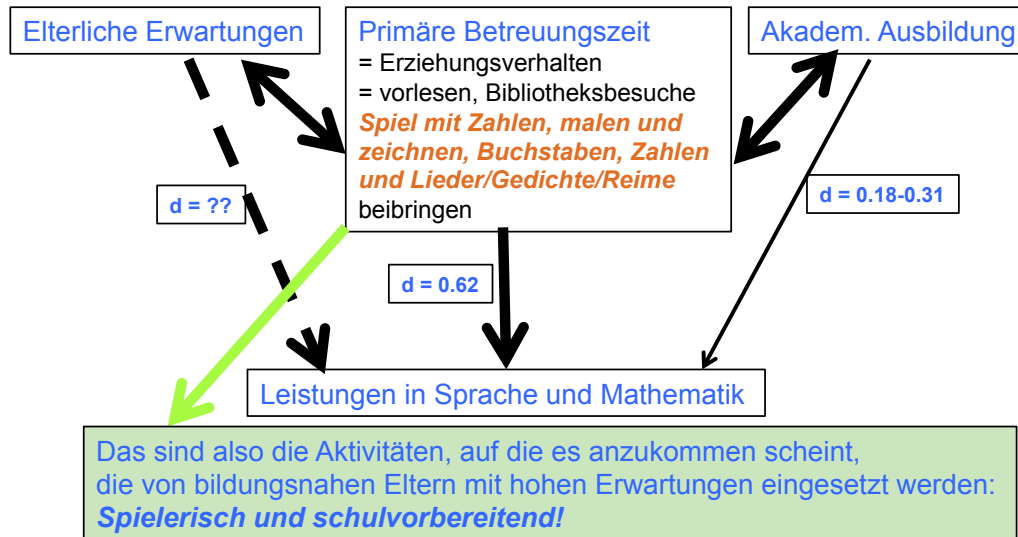 Elterliche Erwartungen
Primäre Betreuungszeit
= Erziehungsverhalten
= vorlesen, Bibliotheksbesuche
Spiel mit Zahlen, malen und
zeichnen, Buchstaben, Zahlen
und Lieder/Gedichte/Reime
beibringen
Akadem. Ausbildung
d = ??
d = 0.62
d = 0.18-0.31
Leistungen in Sprache und Mathematik
Das sind also die Aktivitäten, auf die es anzukommen scheint,
die von bildungsnahen Eltern mit hohen Erwartungen eingesetzt werden:
Spielerisch und schulvorbereitend!